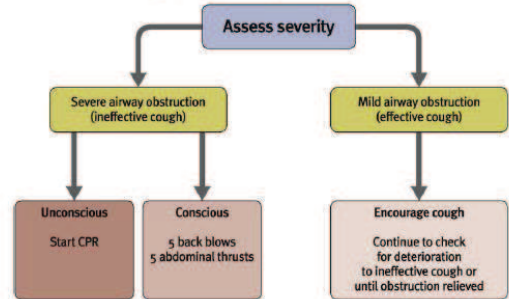 Assess severity
Severe airway obstruction
(ineffective cough)
Mild airway obstruction
(effective cough)
Unconscious
Start CPR
Conscious
5 back blows
5 abdominal thrusts
Encourage cough
Continue to check
for deterioration
to ineffective cough or
until obstruction relieved